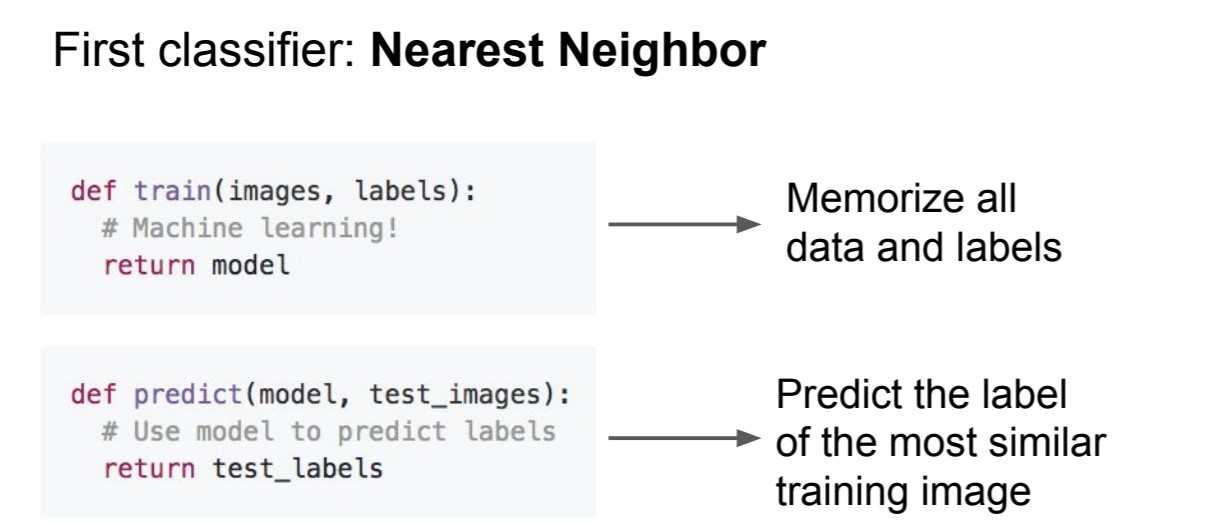 First classifier: Nearest Neighbor
def train(images, labels):
# Machine learning!
return model
Memorize all
data and labels
def predict(model, test_images):
# Use model to predict labels
return test_labels
Predict the label
of the most similar
training image